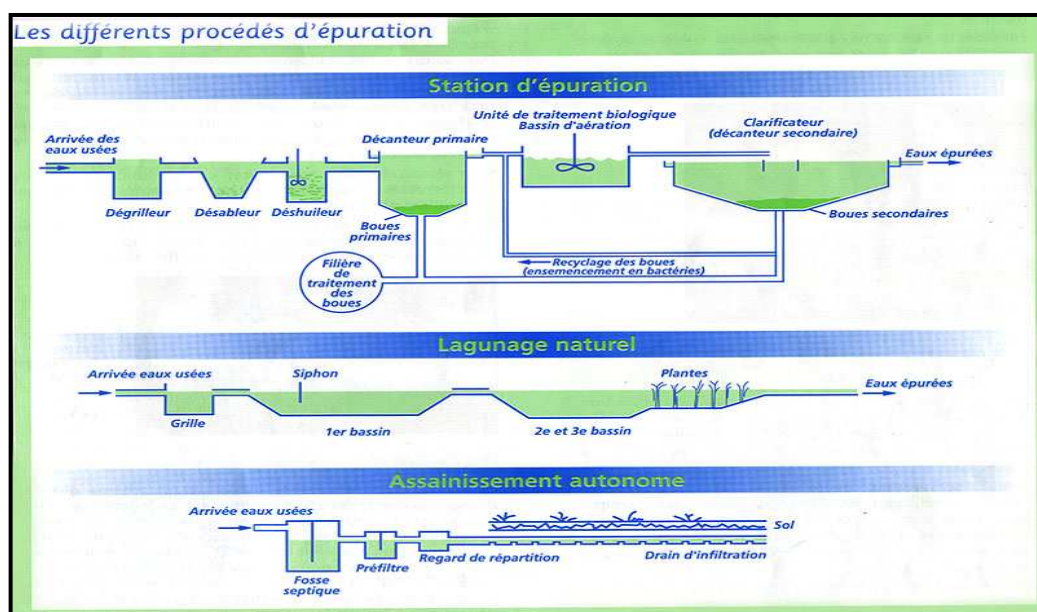 Les différents procédés d'épuration
Station d'épuration
Arrivée des
eaux usées
Décanteur primaire
Unité de traitement biologique
Bassin d'aération
Clarificateur
(décanteur secondaire)
Eaux épurées
Dégrilleur
Désableur
Déshuileur
Boues
primaires
Boues secondaires
Filière
de
traitement
des
boues
Recyclage des boues
(ensemencement en bactéries)
Lagunage naturel
Arrivée eaux usées
Siphon
Plantes
Eaux épurées
Grille
1er bassin
2e et 3e bassin
Assainissement autonome
Arrivée eaux usées
Sol
Fosse
septique
Préfiltre
Regard de répartition
Drain d'infiltration